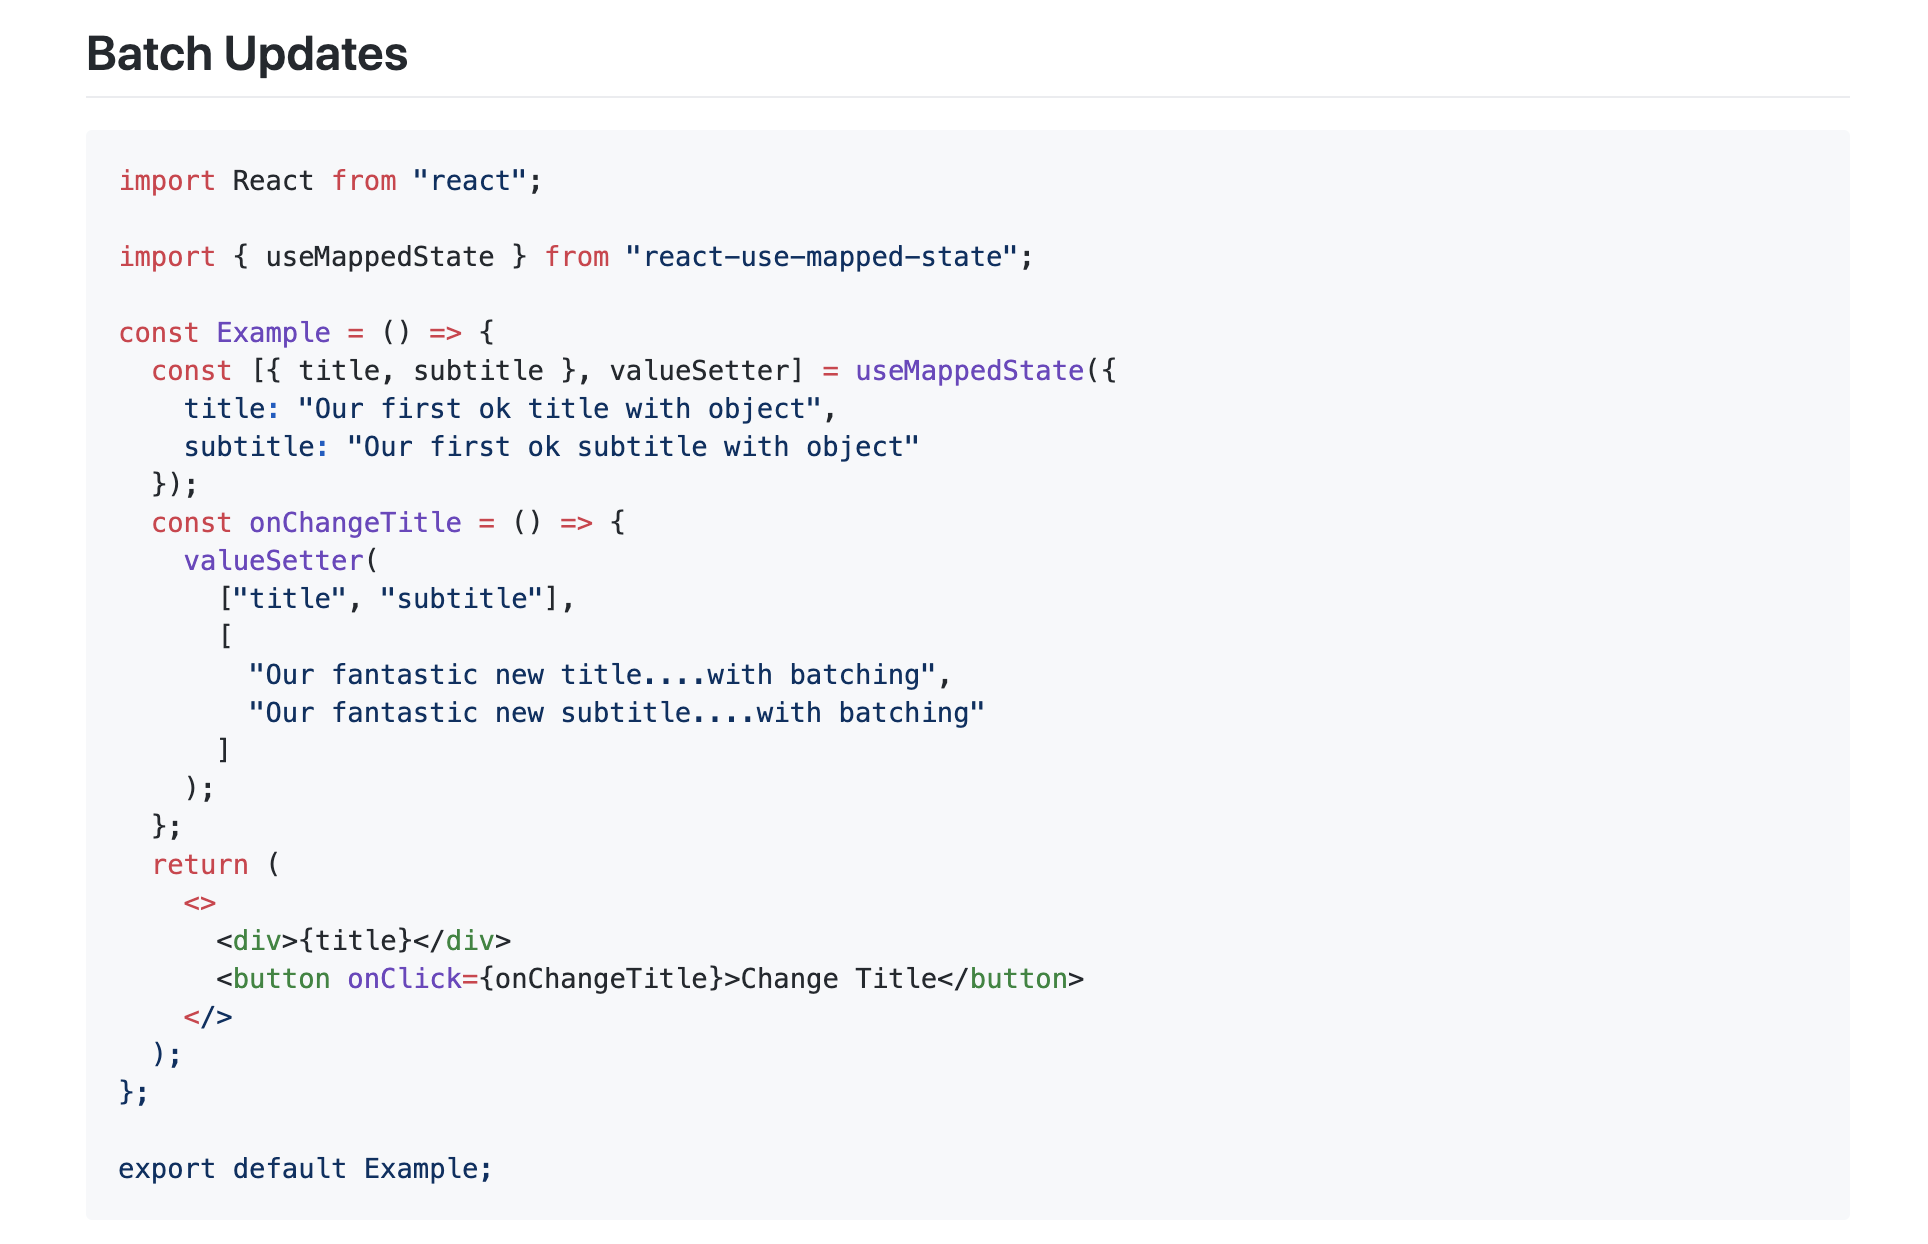 Batch Updates
import React from "react";
import { useMappedState } from "react-use-mapped-state";
const Example = () => {
  const [{ title, subtitle }, valueSetter] = useMappedState({
    title: "Our first ok title with object",
    subtitle: "Our first ok subtitle with object"
  });
  const onChangeTitle = () => {
    valueSetter(
      ["title", "subtitle"],
      [
        "Our fantastic new title....with batching",
        "Our fantastic new subtitle....with batching"
      ]
    );
  };
  return (
    <>
      <div>{title}</div>
      <button onClick={onChangeTitle}>Change Title</button>
    </>
  );
};
export default Example;